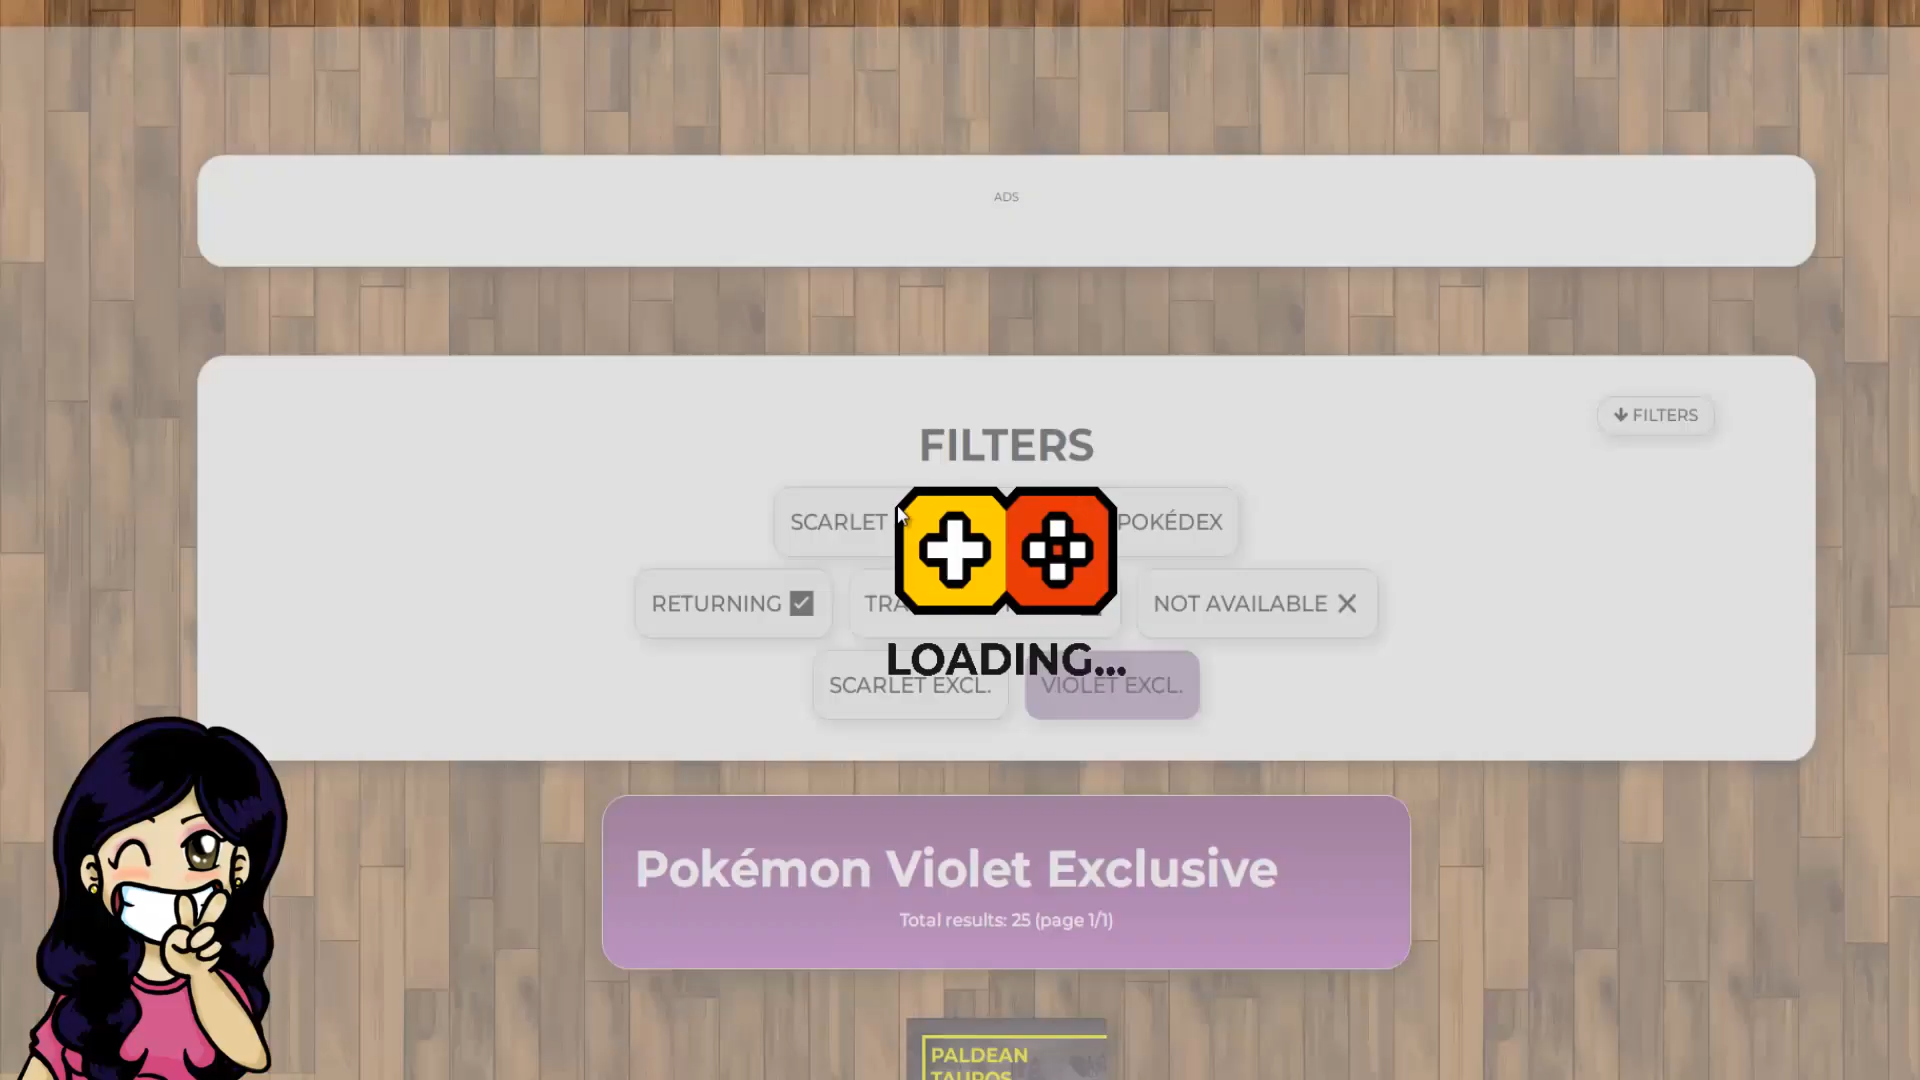 ADS
FILTERS
FILTERS
SCARLET
POKÉDEX
RETURNING
NOT AVAILABLE
LOADING...
SCARLET EXCL.
VIOLET EXCL.
Pokémon Violet Exclusive
Total results: 25 (page 1/1)
PALDEAN
TAUROS